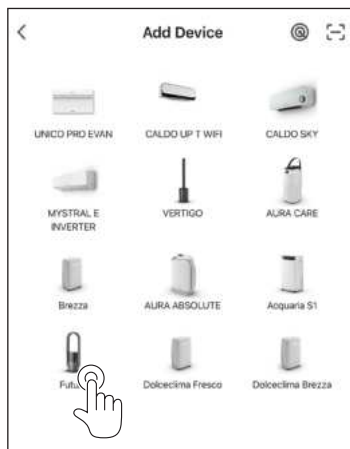 Add Device
UNICO PRO EVAN
CALDO UP T WIFI
CALDO SKY
MYSTRAL E
INVERTER
VERTIGO
AURA CARE
Brezza
AURA ABSOLUTE
Acquaria S1
Dolceclima Fresco
Dolceclima Brezza